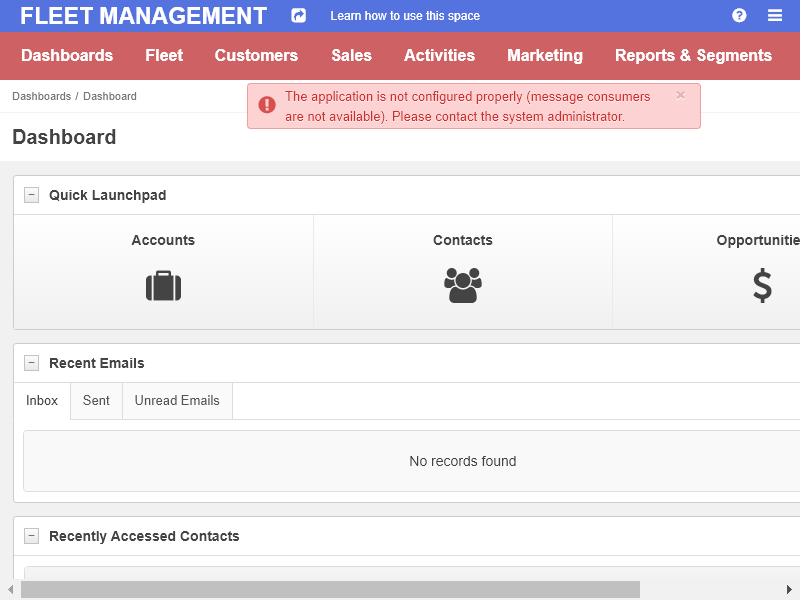 FLEET MANAGEMENT
Learn how to use this space
Dashboards
Fleet
Customers
Sales
Activities
Marketing
Reports & Segments
Dashboards / Dashboard
The application is not configured properly (message consumers
are not available). Please contact the system administrator.
×
Dashboard
Quick Launchpad
Accounts
Contacts
Opportunitie
Recent Emails
Inbox
Sent
Unread Emails
No records found
Recently Accessed Contacts